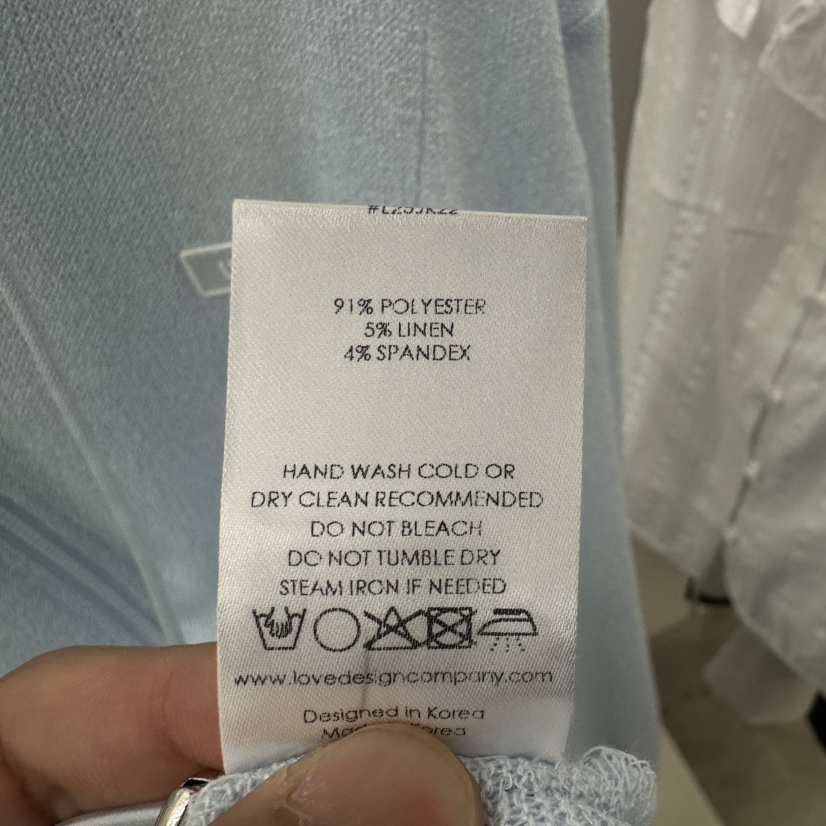 91% POLYESTER
5% LINEN
4% SPANDEX
HAND WASH COLD OR
DRY CLEAN RECOMMENDED
DO NOT BLEACH
DO NOT TUMBLE DRY
STEAM IRON IF NEEDED
www.lovedesigncompany.com
Designed in Korea